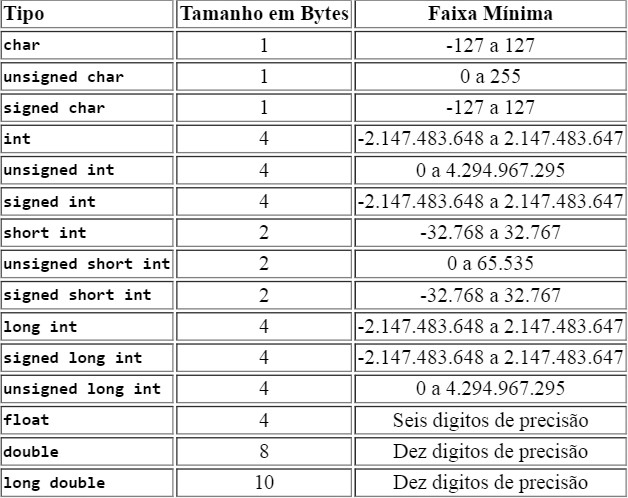 Tipo Tamanho em Bytes Faixa Mínima
char 1 -127 a 127
unsigned char 1 0 a 255
signed char 1 -127 a 127
int 4 -2.147.483.648 a 2.147.483.647
unsigned int 4 0 a 4.294.967.295
signed int 4 -2.147.483.648 a 2.147.483.647
short int 2 -32.768 a 32.767
unsigned short int 2 0 a 65.535
signed short int 2 -32.768 a 32.767
long int 4 -2.147.483.648 a 2.147.483.647
signed long int 4 -2.147.483.648 a 2.147.483.647
unsigned long int 4 0 a 4.294.967.295
float 4 Seis digitos de precisão
double 8 Dez digitos de precisão
long double 10 Dez digitos de precisão